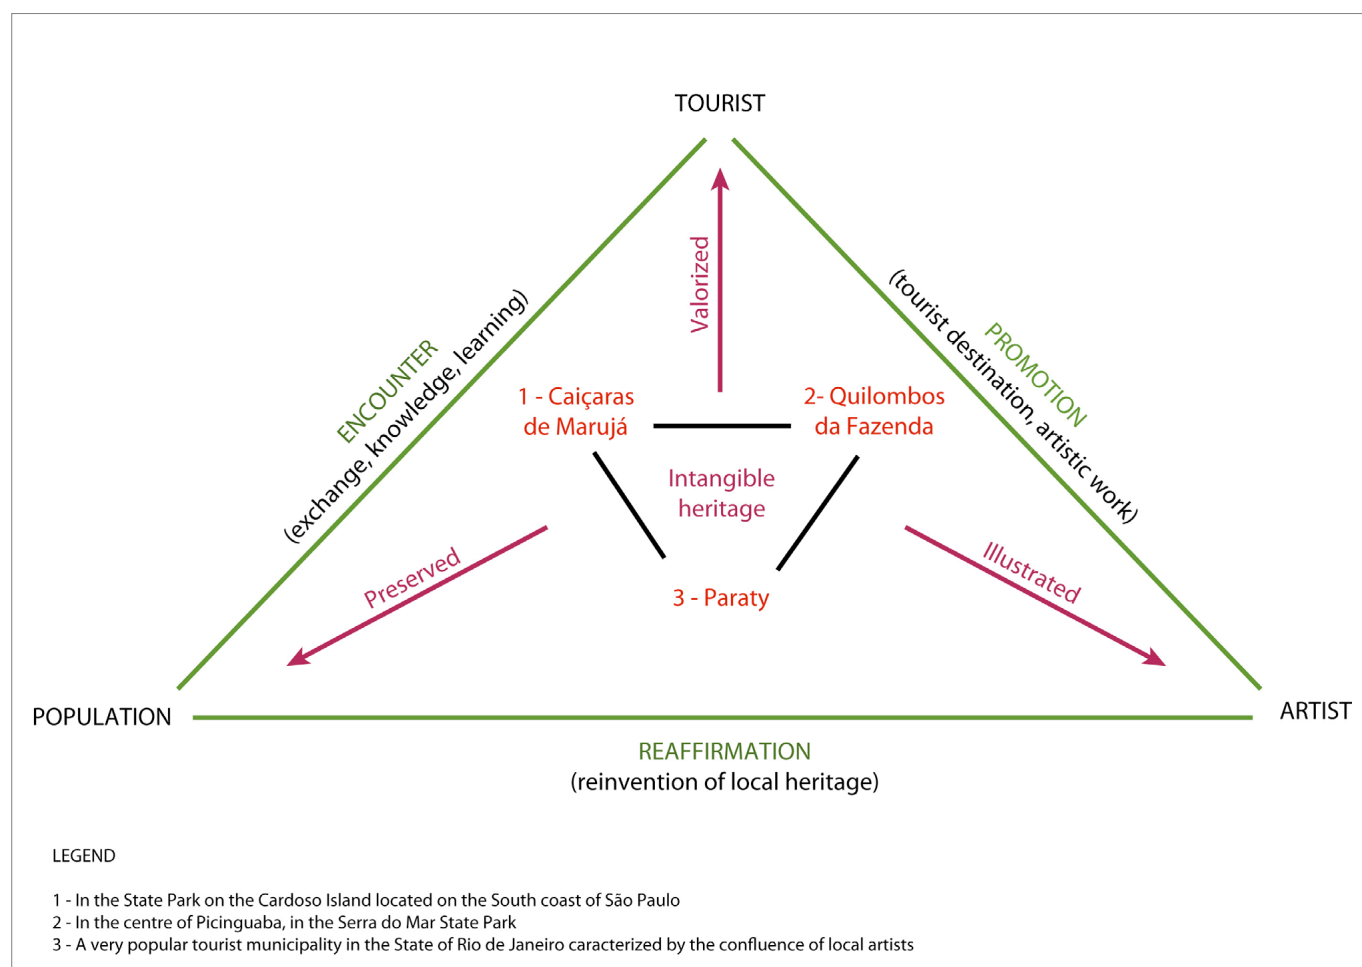 TOURIST
Valorized
ENCOUNTER
(exchange, knowledge, learning)
PROMOTION
(tourist destination, artistic work)
1 - Caiçaras
de Marujá
2- Quilombos
da Fazenda
Intangible
heritage
3 - Paraty
Preserved
Illustrated
POPULATION
ARTIST
REAFFIRMATION
(reinvention of local heritage)
LEGEND
1 - In the State Park on the Cardoso Island located on the South coast of São Paulo
2 - In the centre of Picinguaba, in the Serra do Mar State Park
3 - A very popular tourist municipality in the State of Rio de Janeiro caracterized by the confluence of local artists